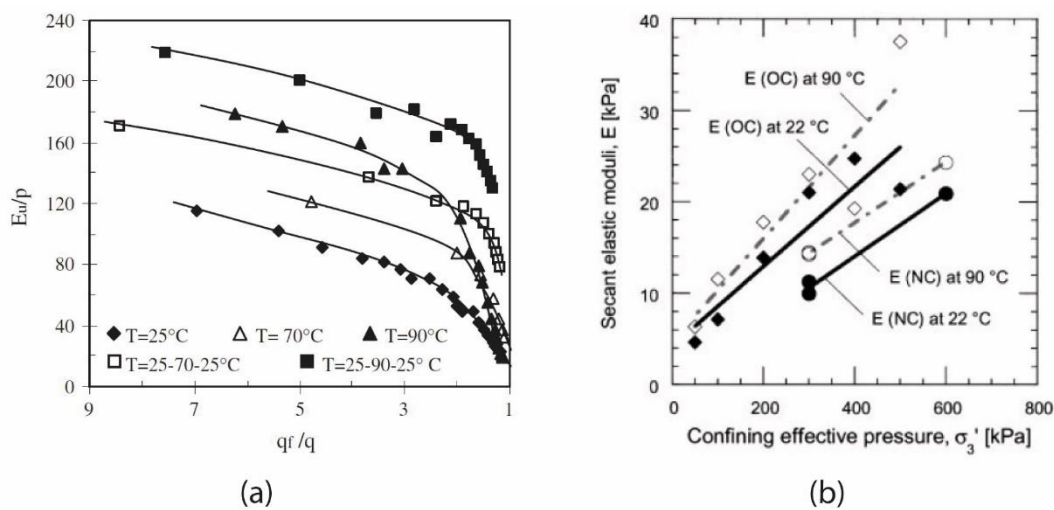 240
200
160
120
80
40
0
Eu/p
T=25°C
T= 70°C
T=90°C
T=25-70-25°C
T=25-90-25° C
9
7
5
3
1
qf/q
(a)
40
30
20
10
0
Secant elastic moduli, E [kPa]
E (OC) at 90 °C
E (OC) at 22 °C
E (NC) at 90 °C
E (NC) at 22 °C
0
200
400
600
800
Confining effective pressure, σ3' [kPa]
(b)